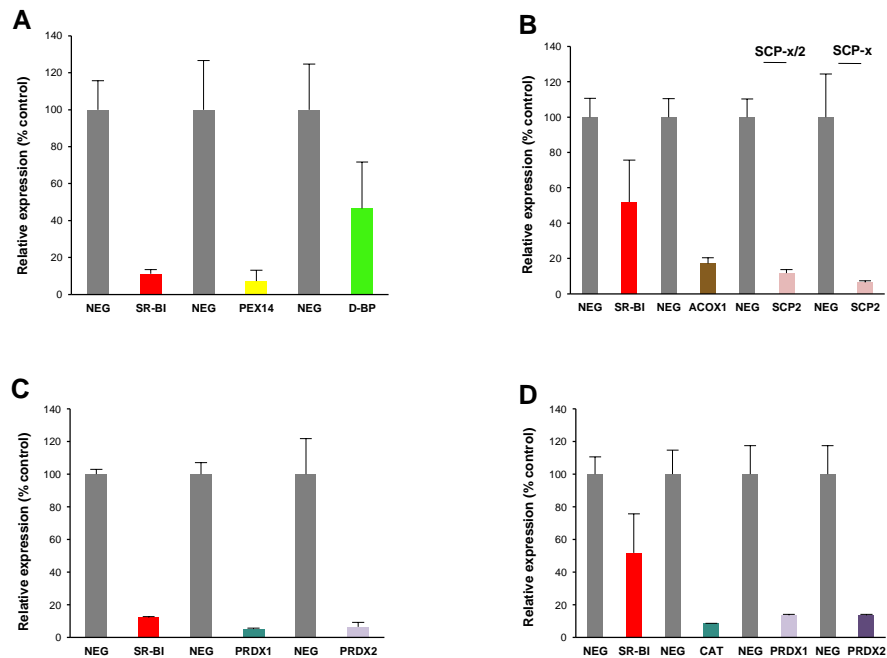 A
Relative expression (% control)
140
120
100
80
60
40
20
0
NEG SR-BI NEG PEX14 NEG D-BP
B
SCP-x/2 SCP-x
Relative expression (% control)
140
120
100
80
60
40
20
0
NEG SR-BI NEG ACOX1 NEG SCP2 NEG SCP2
C
Relative expression (% control)
140
120
100
80
60
40
20
0
NEG SR-BI NEG PRDX1 NEG PRDX2
D
Relative expression (% control)
140
120
100
80
60
40
20
0
NEG SR-BI NEG CAT NEG PRDX1 NEG PRDX2